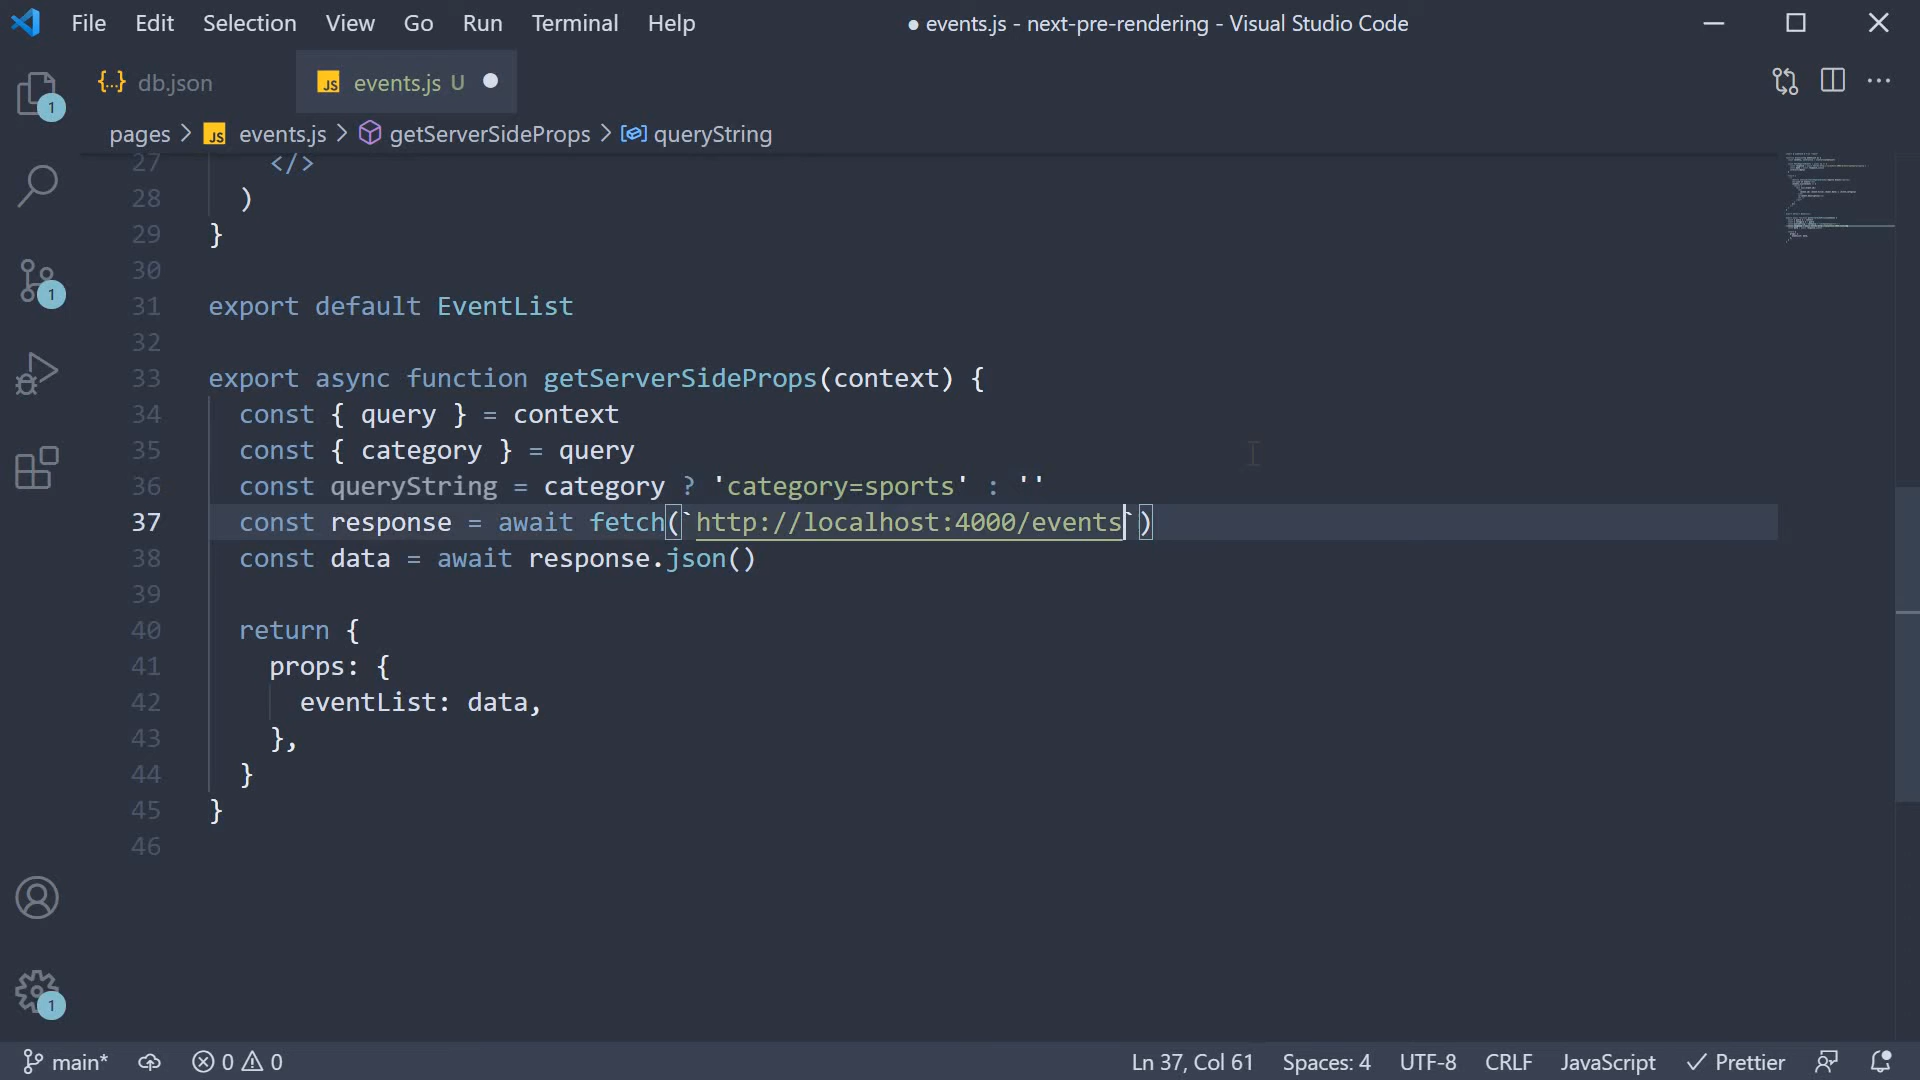 File Edit Selection View Go Run Terminal Help ● events.js - next-pre-rendering - Visual Studio Code
{..} db.json JS events.js U ●
pages > JS events.js > getServerSideProps > queryString
27 </>
28 )
29 }
30
31 export default EventList
32
33 export async function getServerSideProps(context) {
34 const { query } = context
35 const { category } = query
36 const queryString = category ? 'category=sports' : ''
37 const response = await fetch(`http://localhost:4000/events`)
38 const data = await response.json()
39
40 return {
41 props: {
42 eventList: data,
43 },
44 }
45 }
46
1
1
1
main* 0 0 Ln 37, Col 61 Spaces: 4 UTF-8 CRLF JavaScript Prettier